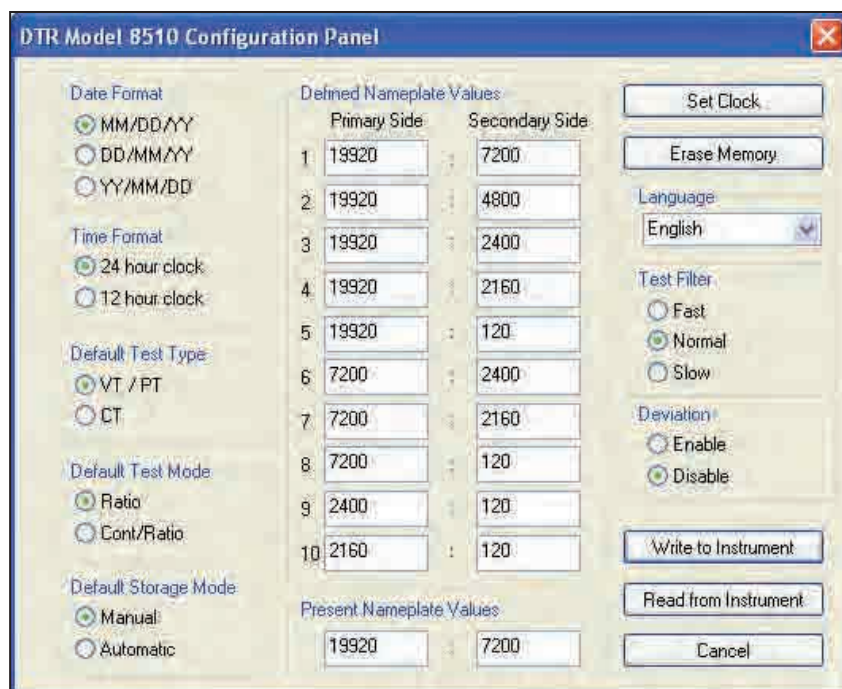 DTR Model 8510 Configuration Panel
Date Format
MM/DD/YY
DD/MM/YY
YY/MM/DD
Time Format
24 hour clock
12 hour clock
Default Test Type
VT / PT
CT
Default Test Mode
Ratio
Cont/Ratio
Default Storage Mode
Manual
Automatic
Defined Nameplate Values
Primary Side Secondary Side
1 19920 : 7200
2 19920 : 4800
3 19920 : 2400
4 19920 : 2160
5 19920 : 120
6 7200 : 2400
7 7200 : 2160
8 7200 : 120
9 2400 : 120
10 2160 : 120
Present Nameplate Values
19920 : 7200
Set Clock
Erase Memory
Language
English
Test Filter
Fast
Normal
Slow
Deviation
Enable
Disable
Write to Instrument
Read from Instrument
Cancel